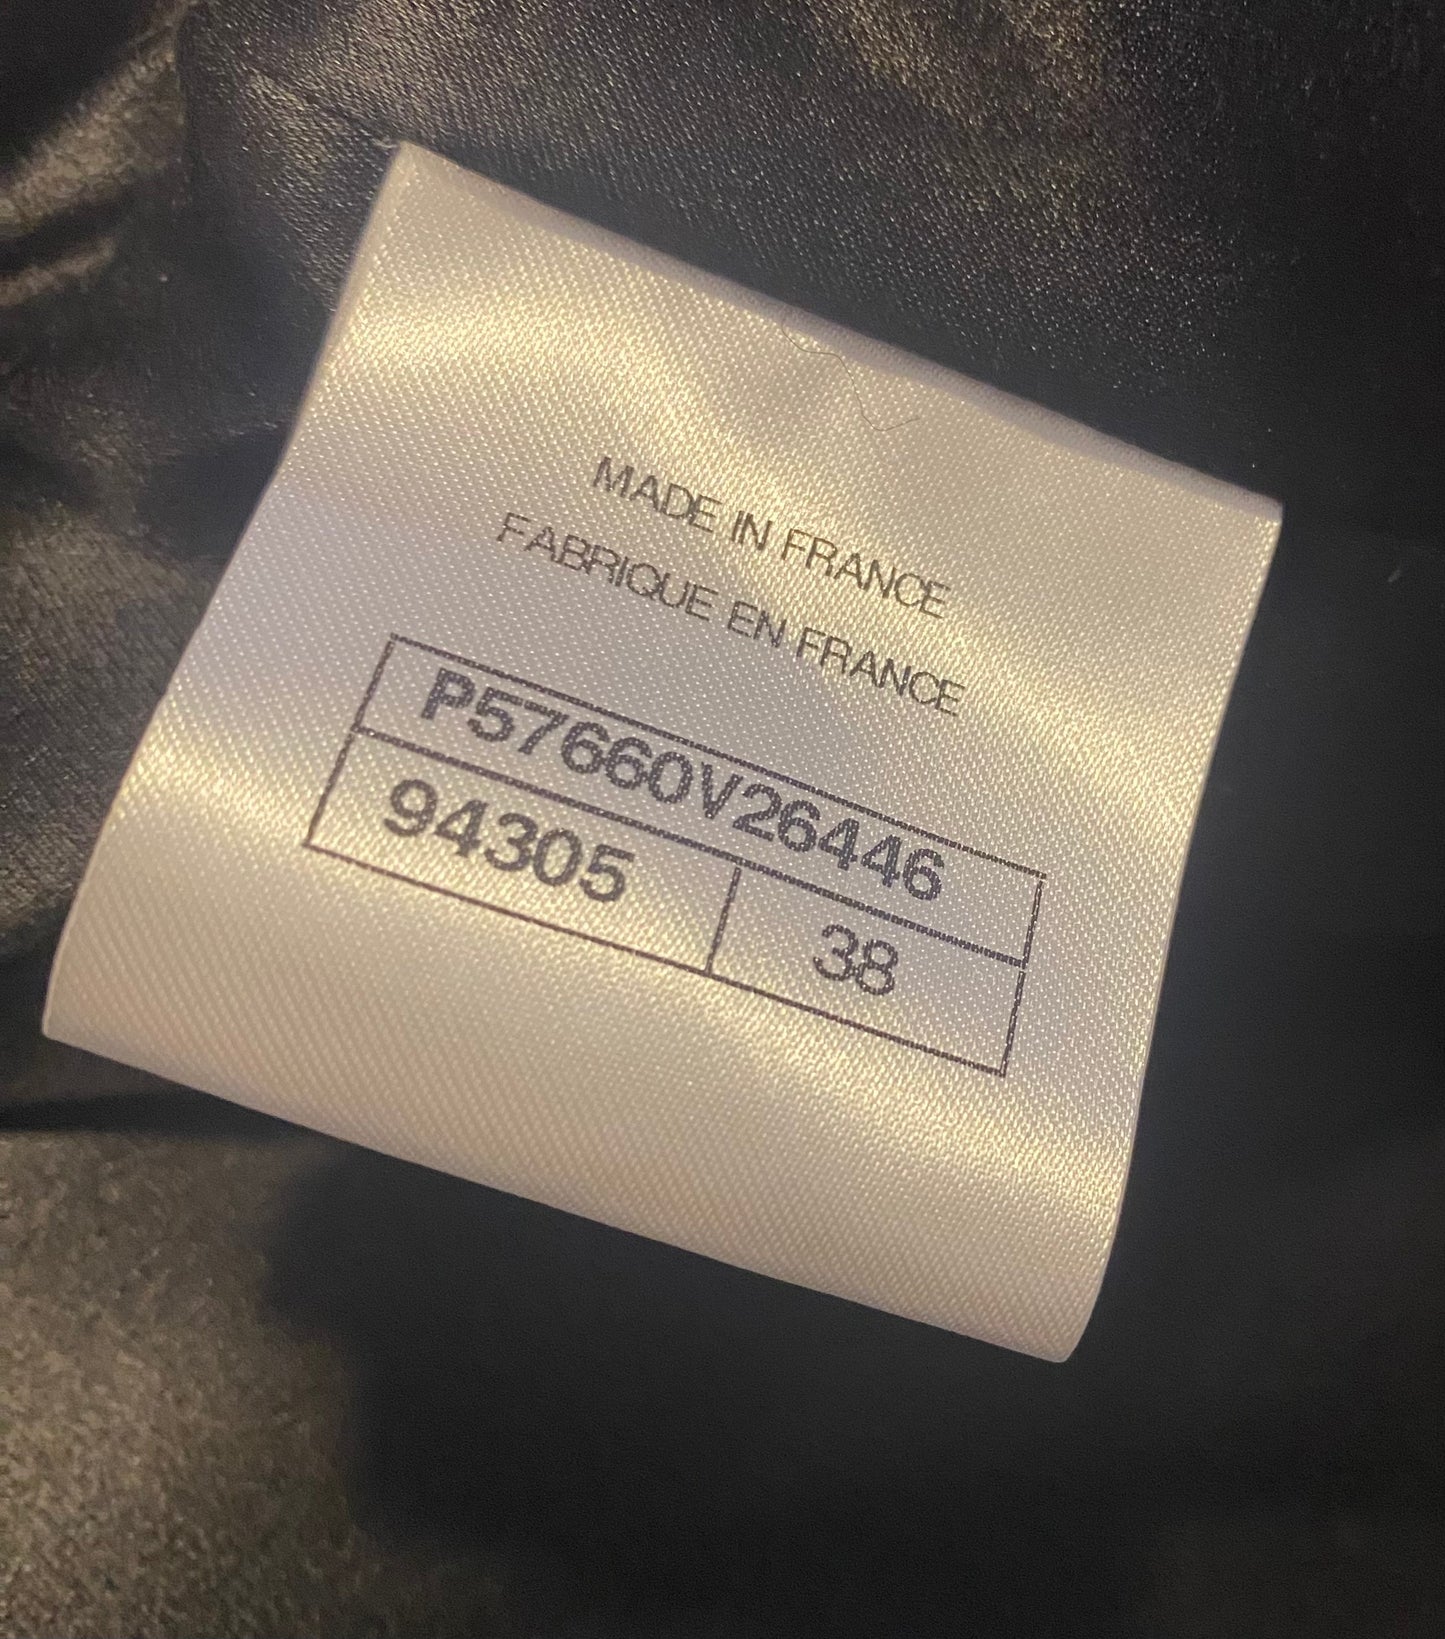 MADE IN FRANCE
FABRIQUE EN FRANCE
P57660V26446
94305 38